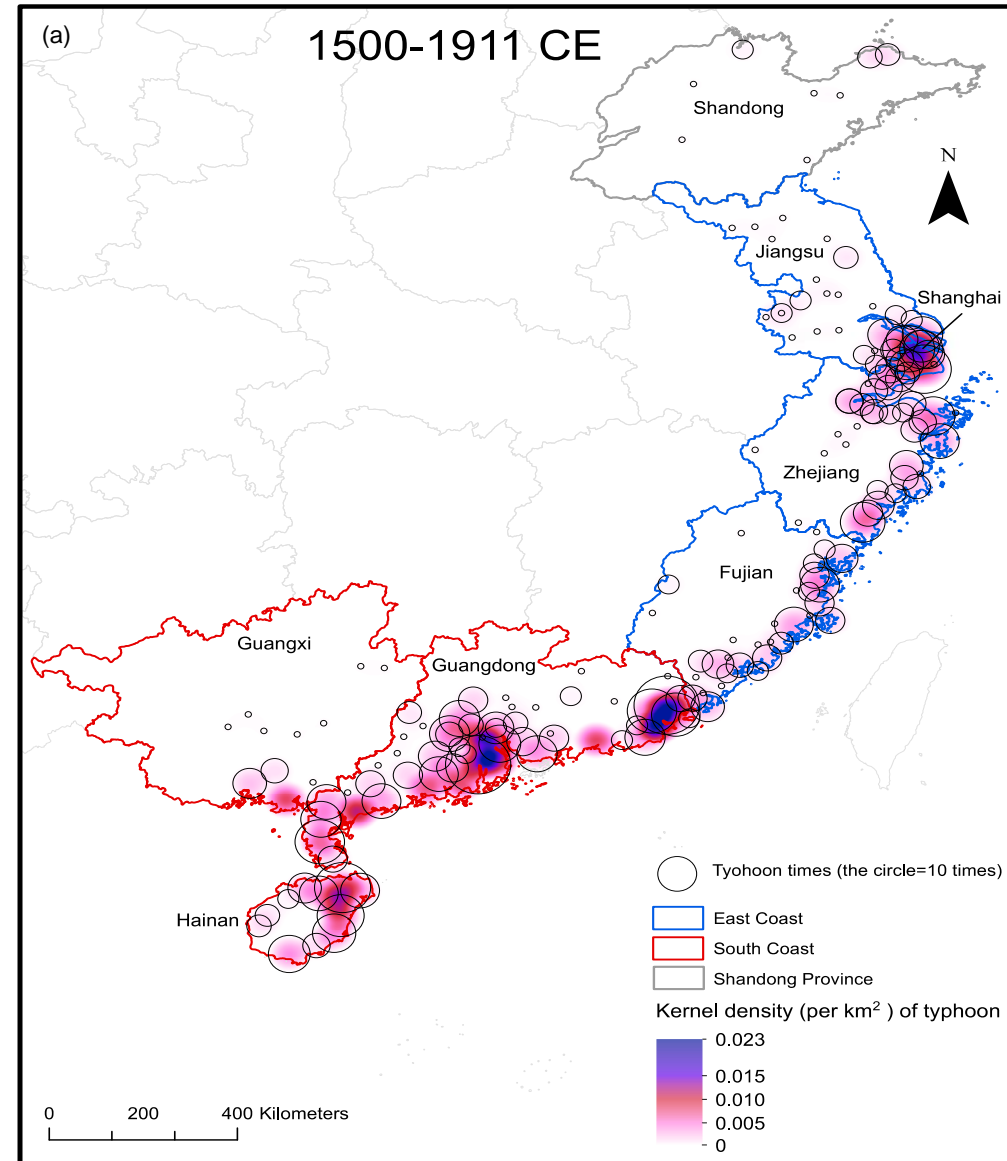 (a)
1500-1911 CE
Shandong
N
Jiangsu
Shanghai
Zhejiang
Fujian
Guangxi
Guangdong
Hainan
Tyohoon times (the circle=10 times)
East Coast
South Coast
Shandong Province
Kernel density (per km² ) of typhoon
0.023
0.015
0.010
0.005
0
0 200 400 Kilometers